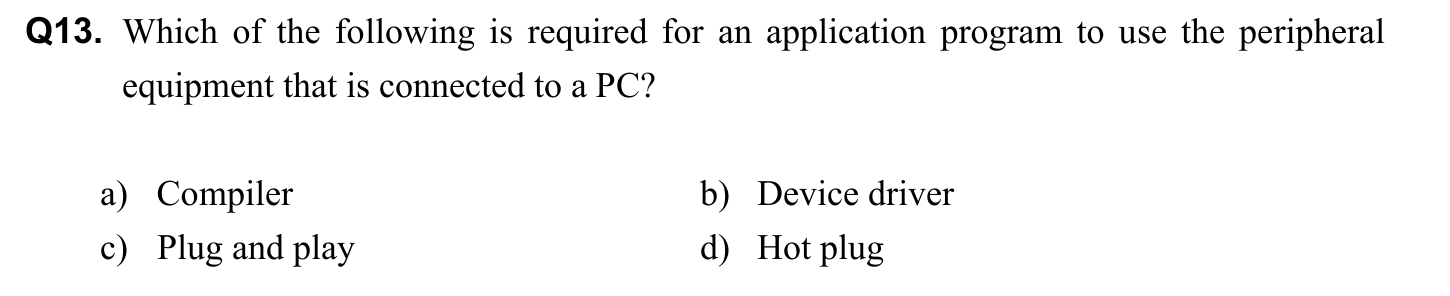 Q13. Which of the following is required for an application program to use the peripheral
equipment that is connected to a PC?
a) Compiler b) Device driver
c) Plug and play d) Hot plug